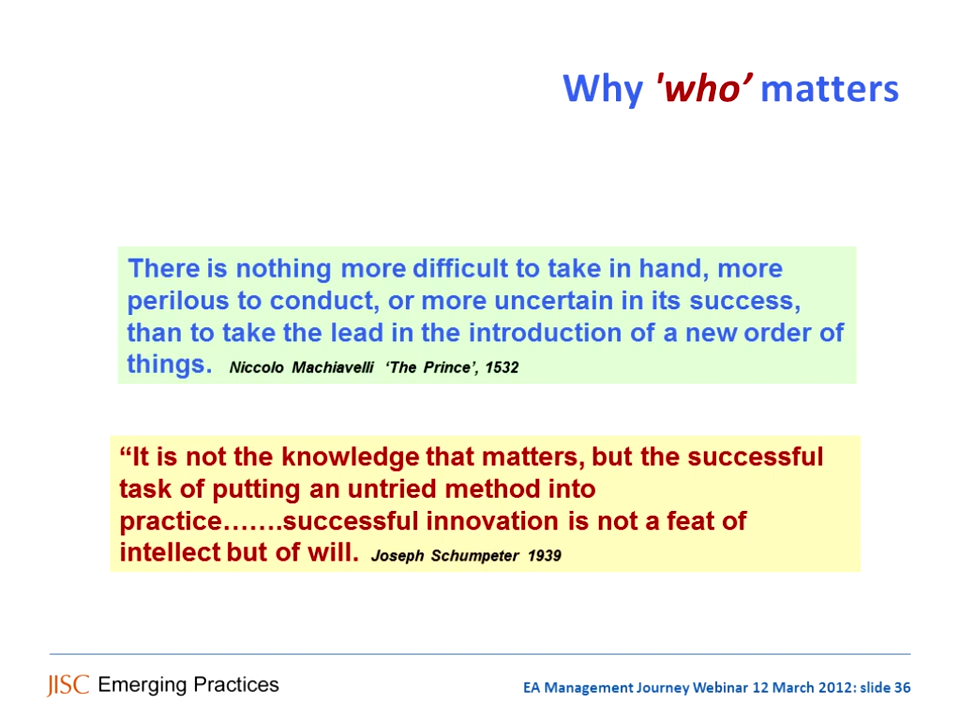 Why 'who’ matters
There is nothing more difficult to take in hand, more
perilous to conduct, or more uncertain in its success,
than to take the lead in the introduction of a new order of
things. Niccolo Machiavelli ‘The Prince’, 1532
“It is not the knowledge that matters, but the successful
task of putting an untried method into
practice…….successful innovation is not a feat of
intellect but of will. Joseph Schumpeter 1939
JISC Emerging Practices
EA Management Journey Webinar 12 March 2012: slide 36